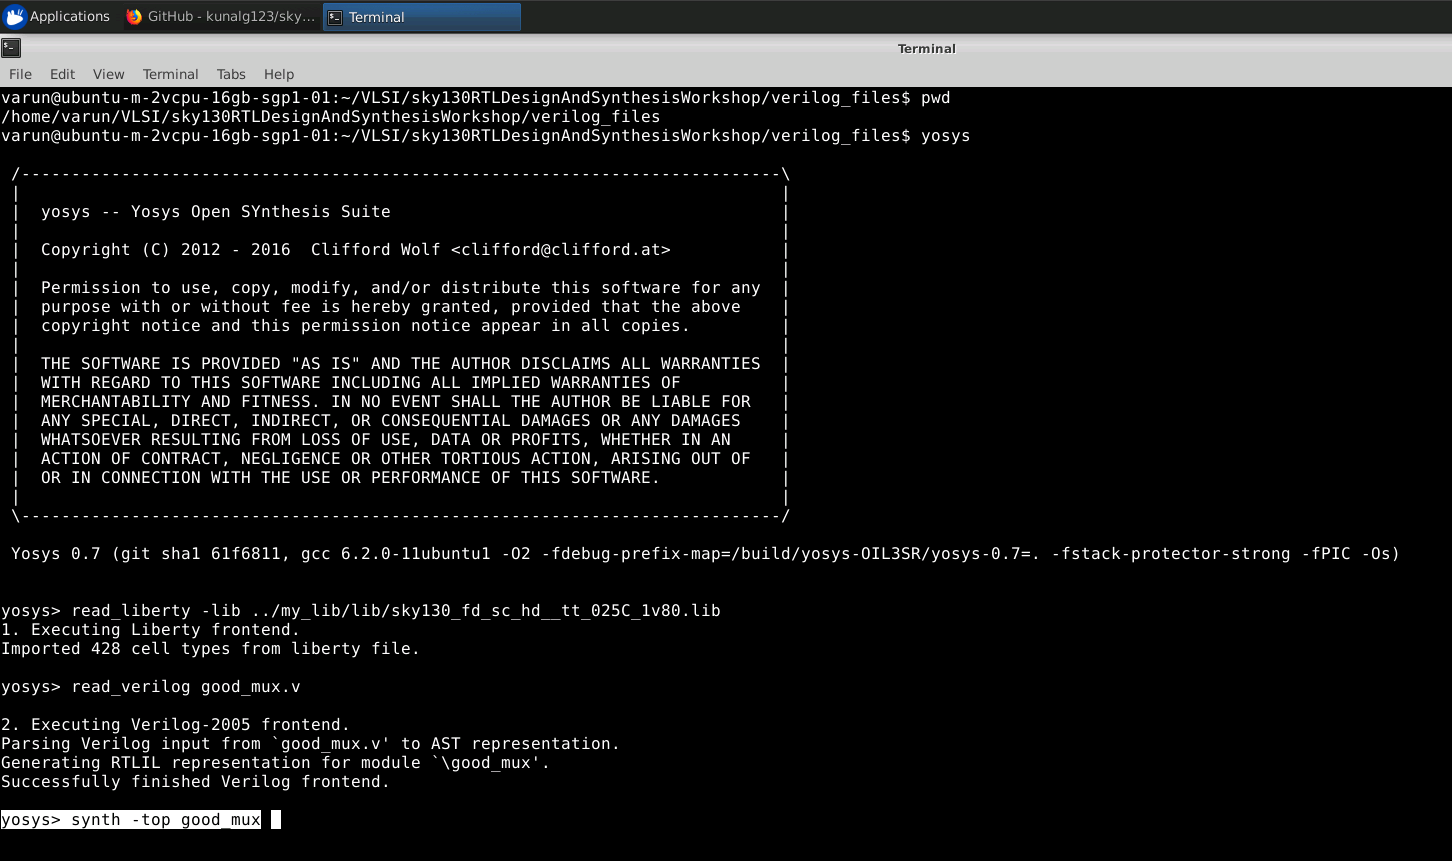 Applications GitHub - kunalg123/sky... Terminal
Terminal
File Edit View Terminal Tabs Help
varun@ubuntu-m-2vcpu-16gb-sgp1-01:~/VLSI/sky130RTLDesignAndSynthesisWorkshop/verilog_files$ pwd
/home/varun/VLSI/sky130RTLDesignAndSynthesisWorkshop/verilog_files
varun@ubuntu-m-2vcpu-16gb-sgp1-01:~/VLSI/sky130RTLDesignAndSynthesisWorkshop/verilog_files$ yosys
/----------------------------------------------------------------------------\
|                                                                            |
|  yosys -- Yosys Open SYnthesis Suite                                       |
|                                                                            |
|  Copyright (C) 2012 - 2016  Clifford Wolf <clifford@clifford.at>           |
|                                                                            |
|  Permission to use, copy, modify, and/or distribute this software for any  |
|  purpose with or without fee is hereby granted, provided that the above    |
|  copyright notice and this permission notice appear in all copies.         |
|                                                                            |
|  THE SOFTWARE IS PROVIDED "AS IS" AND THE AUTHOR DISCLAIMS ALL WARRANTIES  |
|  WITH REGARD TO THIS SOFTWARE INCLUDING ALL IMPLIED WARRANTIES OF          |
|  MERCHANTABILITY AND FITNESS. IN NO EVENT SHALL THE AUTHOR BE LIABLE FOR   |
|  ANY SPECIAL, DIRECT, INDIRECT, OR CONSEQUENTIAL DAMAGES OR ANY DAMAGES    |
|  WHATSOEVER RESULTING FROM LOSS OF USE, DATA OR PROFITS, WHETHER IN AN     |
|  ACTION OF CONTRACT, NEGLIGENCE OR OTHER TORTIOUS ACTION, ARISING OUT OF   |
|  OR IN CONNECTION WITH THE USE OR PERFORMANCE OF THIS SOFTWARE.            |
|                                                                            |
\----------------------------------------------------------------------------/
Yosys 0.7 (git sha1 61f6811, gcc 6.2.0-11ubuntu1 -O2 -fdebug-prefix-map=/build/yosys-OIL3SR/yosys-0.7=. -fstack-protector-strong -fPIC -Os)
yosys> read_liberty -lib ../my_lib/lib/sky130_fd_sc_hd__tt_025C_1v80.lib
1. Executing Liberty frontend.
Imported 428 cell types from liberty file.
yosys> read_verilog good_mux.v
2. Executing Verilog-2005 frontend.
Parsing Verilog input from `good_mux.v' to AST representation.
Generating RTLIL representation for module `\good_mux'.
Successfully finished Verilog frontend.
yosys> synth -top good_mux